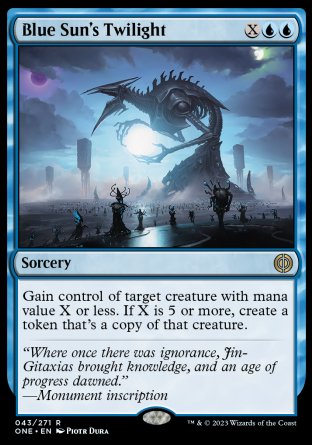 Blue Sun's Twilight X
Sorcery
Gain control of target creature with mana
value X or less. If X is 5 or more, create a
token that's a copy of that creature.
“Where once there was ignorance, Jin-
Gitaxias brought knowledge, and an age of
progress dawned.”
—Monument inscription
043/271 R
ONE • EN Piotr Dura
™ & © 2023 Wizards of the Coast